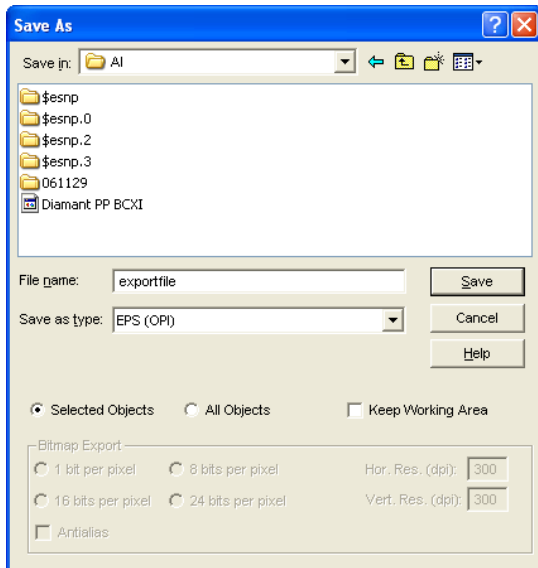 Save As
Save in: AI
$esnp
$esnp.0
$esnp.2
$esnp.3
061129
Diamant PP BCXI
File name: exportfile Save
Save as type: EPS (OPI) Cancel
Help
Selected Objects All Objects Keep Working Area
Bitmap Export
1 bit per pixel 8 bits per pixel Hor. Res. (dpi): 300
16 bits per pixel 24 bits per pixel Vert. Res. (dpi): 300
Antialias